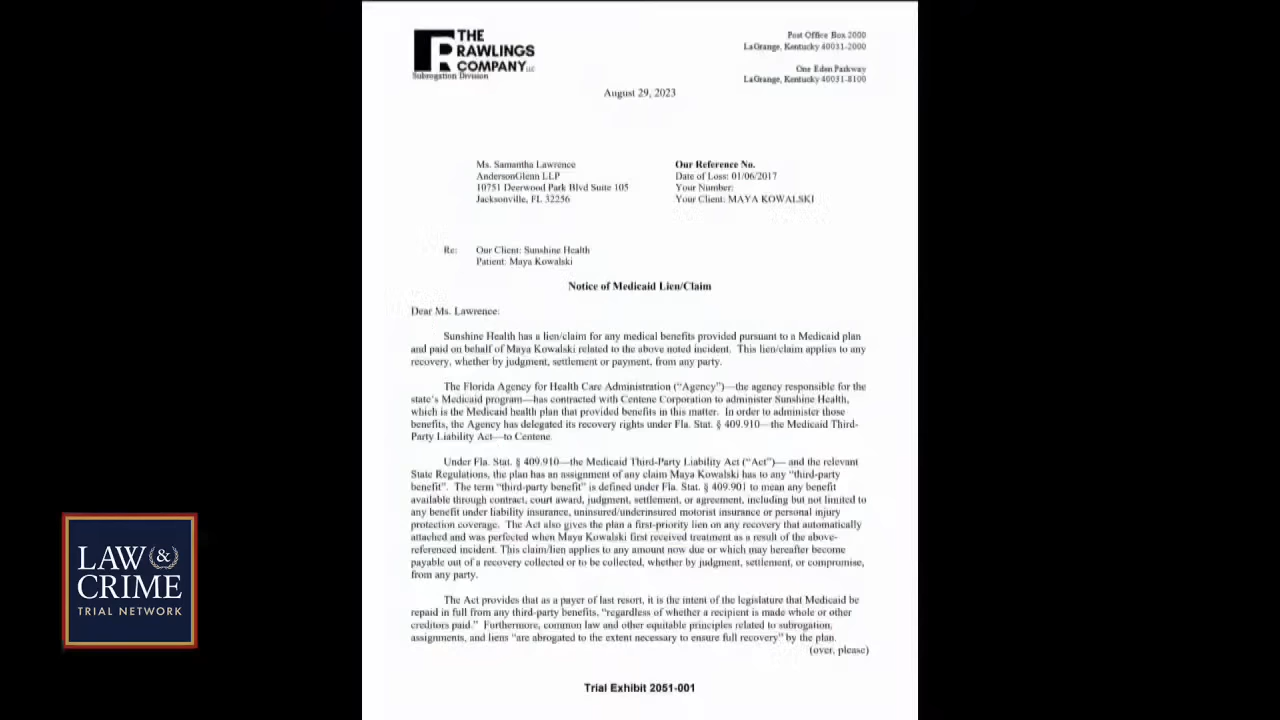 THE
RAWLINGS
COMPANY LLC
Subrogation Division
Post Office Box 2000
LaGrange, Kentucky 40031-2000
One Eden Parkway
LaGrange, Kentucky 40031-8100
August 29, 2023
Ms. Samantha Lawrence
AndersonGlenn LLP
10751 Deerwood Park Blvd Suite 105
Jacksonville, FL 32256
Our Reference No.
Date of Loss: 01/06/2017
Your Number:
Your Client: MAYA KOWALSKI
Re: Our Client: Sunshine Health
Patient: Maya Kowalski
Notice of Medicaid Lien/Claim
Dear Ms. Lawrence:
Sunshine Health has a lien/claim for any medical benefits provided pursuant to a Medicaid plan
and paid on behalf of Maya Kowalski related to the above noted incident. This lien/claim applies to any
recovery, whether by judgment, settlement or payment, from any party.
The Florida Agency for Health Care Administration ("Agency")—the agency responsible for the
state's Medicaid program—has contracted with Centene Corporation to administer Sunshine Health,
which is the Medicaid health plan that provided benefits in this matter. In order to administer those
benefits, the Agency has delegated its recovery rights under Fla. Stat. § 409.910—the Medicaid Third-
Party Liability Act—to Centene.
Under Fla. Stat. § 409.910—the Medicaid Third-Party Liability Act ("Act")— and the relevant
State Regulations, the plan has an assignment of any claim Maya Kowalski has to any "third-party
benefit". The term "third-party benefit" is defined under Fla. Stat. § 409.901 to mean any benefit
available through contract, court award, judgment, settlement, or agreement, including but not limited to
any benefit under liability insurance, uninsured/underinsured motorist insurance or personal injury
protection coverage. The Act also gives the plan a first-priority lien on any recovery that automatically
attached and was perfected when Maya Kowalski first received treatment as a result of the above-
referenced incident. This claim/lien applies to any amount now due or which may hereafter become
payable out of a recovery collected or to be collected, whether by judgment, settlement, or compromise,
from any party.
The Act provides that as a payer of last resort, it is the intent of the legislature that Medicaid be
repaid in full from any third-party benefits, "regardless of whether a recipient is made whole or other
creditors paid." Furthermore, common law and other equitable principles related to subrogation,
assignments, and liens "are abrogated to the extent necessary to ensure full recovery" by the plan.
(over, please)
Trial Exhibit 2051-001
LAW &
CRIME
TRIAL NETWORK